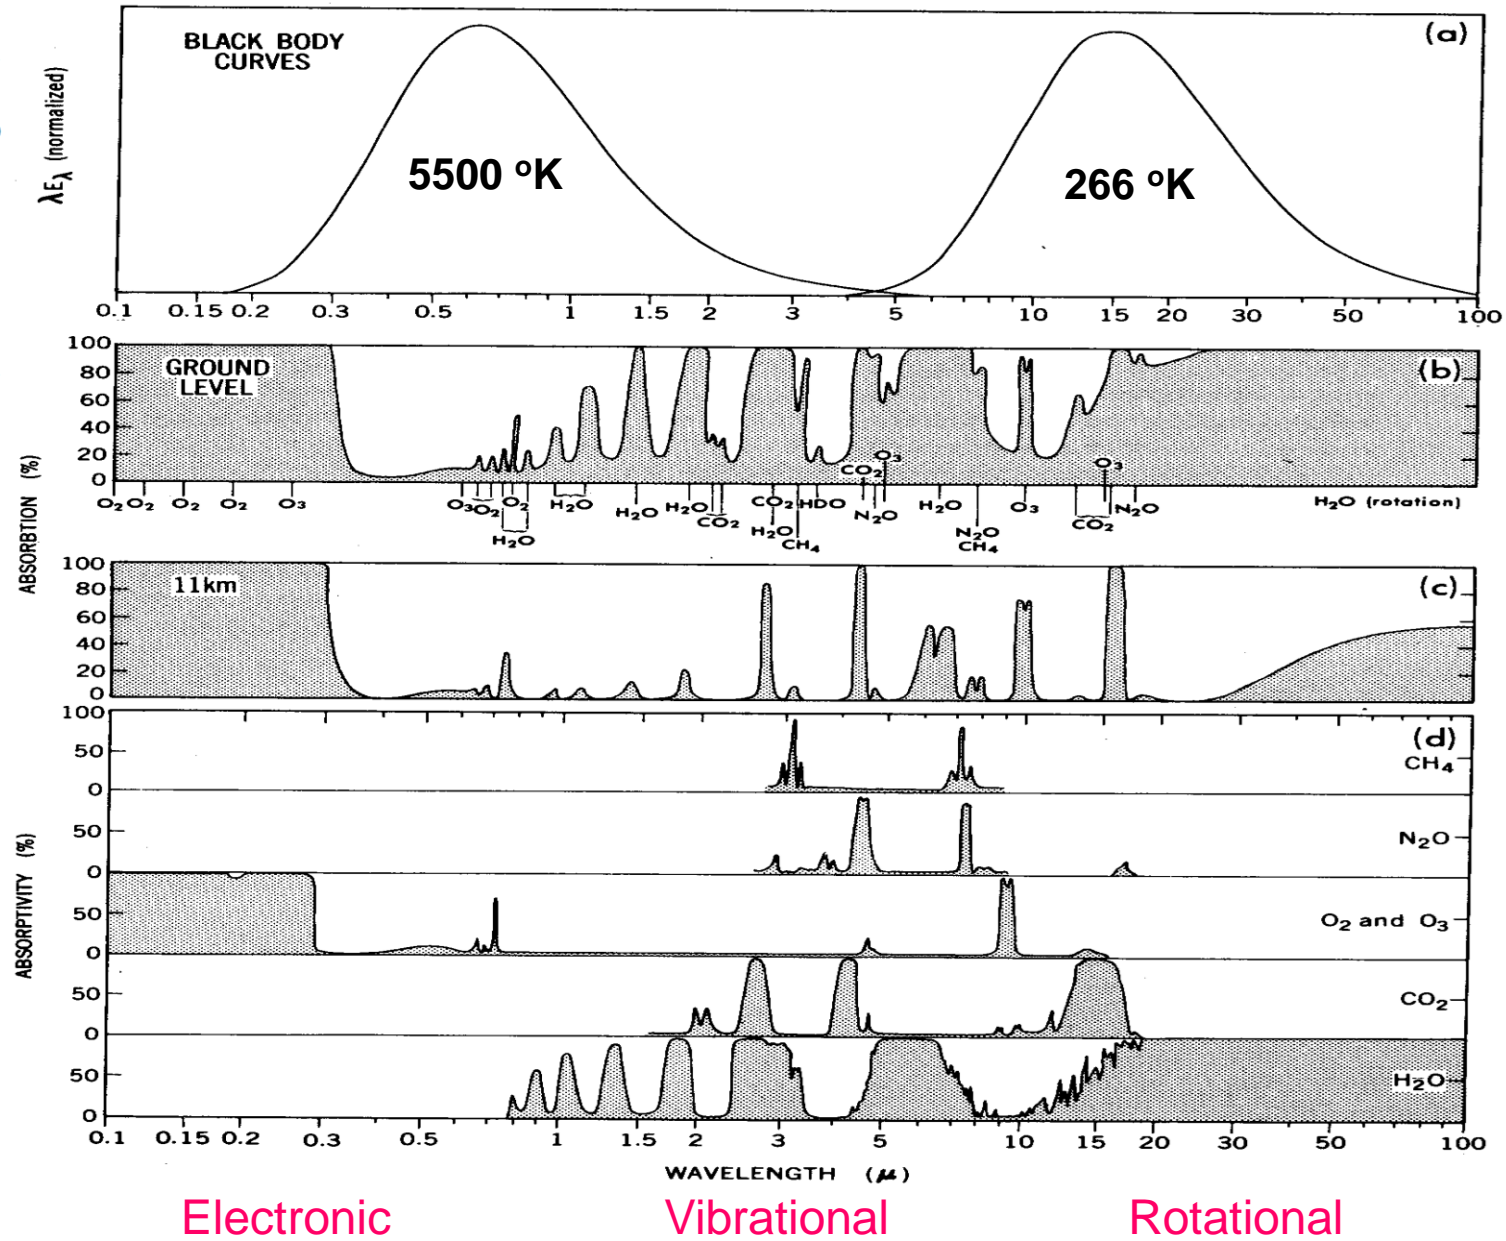 BLACK BODY
CURVES
(a)
λEλ (normalized)
5500 ᵒK
266 ᵒK
0.1 0.15 0.2 0.3 0.5 1 1.5 2 3 5 10 15 20 30 50 100
100
80
60
40
20
0
GROUND
LEVEL
(b)
ABSORBTION (%)
CO₂ O₃ O₃
O₂ O₂ O₂ O₂ O₃ O₃ O₂ O₂ H₂O H₂O H₂O CO₂ CO₂ HDO N₂O H₂O O₃ CO₂ N₂O H₂O (rotation)
H₂O H₂O CH₄ N₂O
CH₄
100
80
60
40
20
0
11km
(c)
100
50
0
(d)
CH₄
ABSORPTIVITY (%)
50
0
N₂O
50
0
O₂ and O₃
50
0
CO₂
50
0
H₂O
0.1 0.15 0.2 0.3 0.5 1 1.5 2 3 5 10 15 20 30 50 100
WAVELENGTH (μ)
Electronic Vibrational Rotational